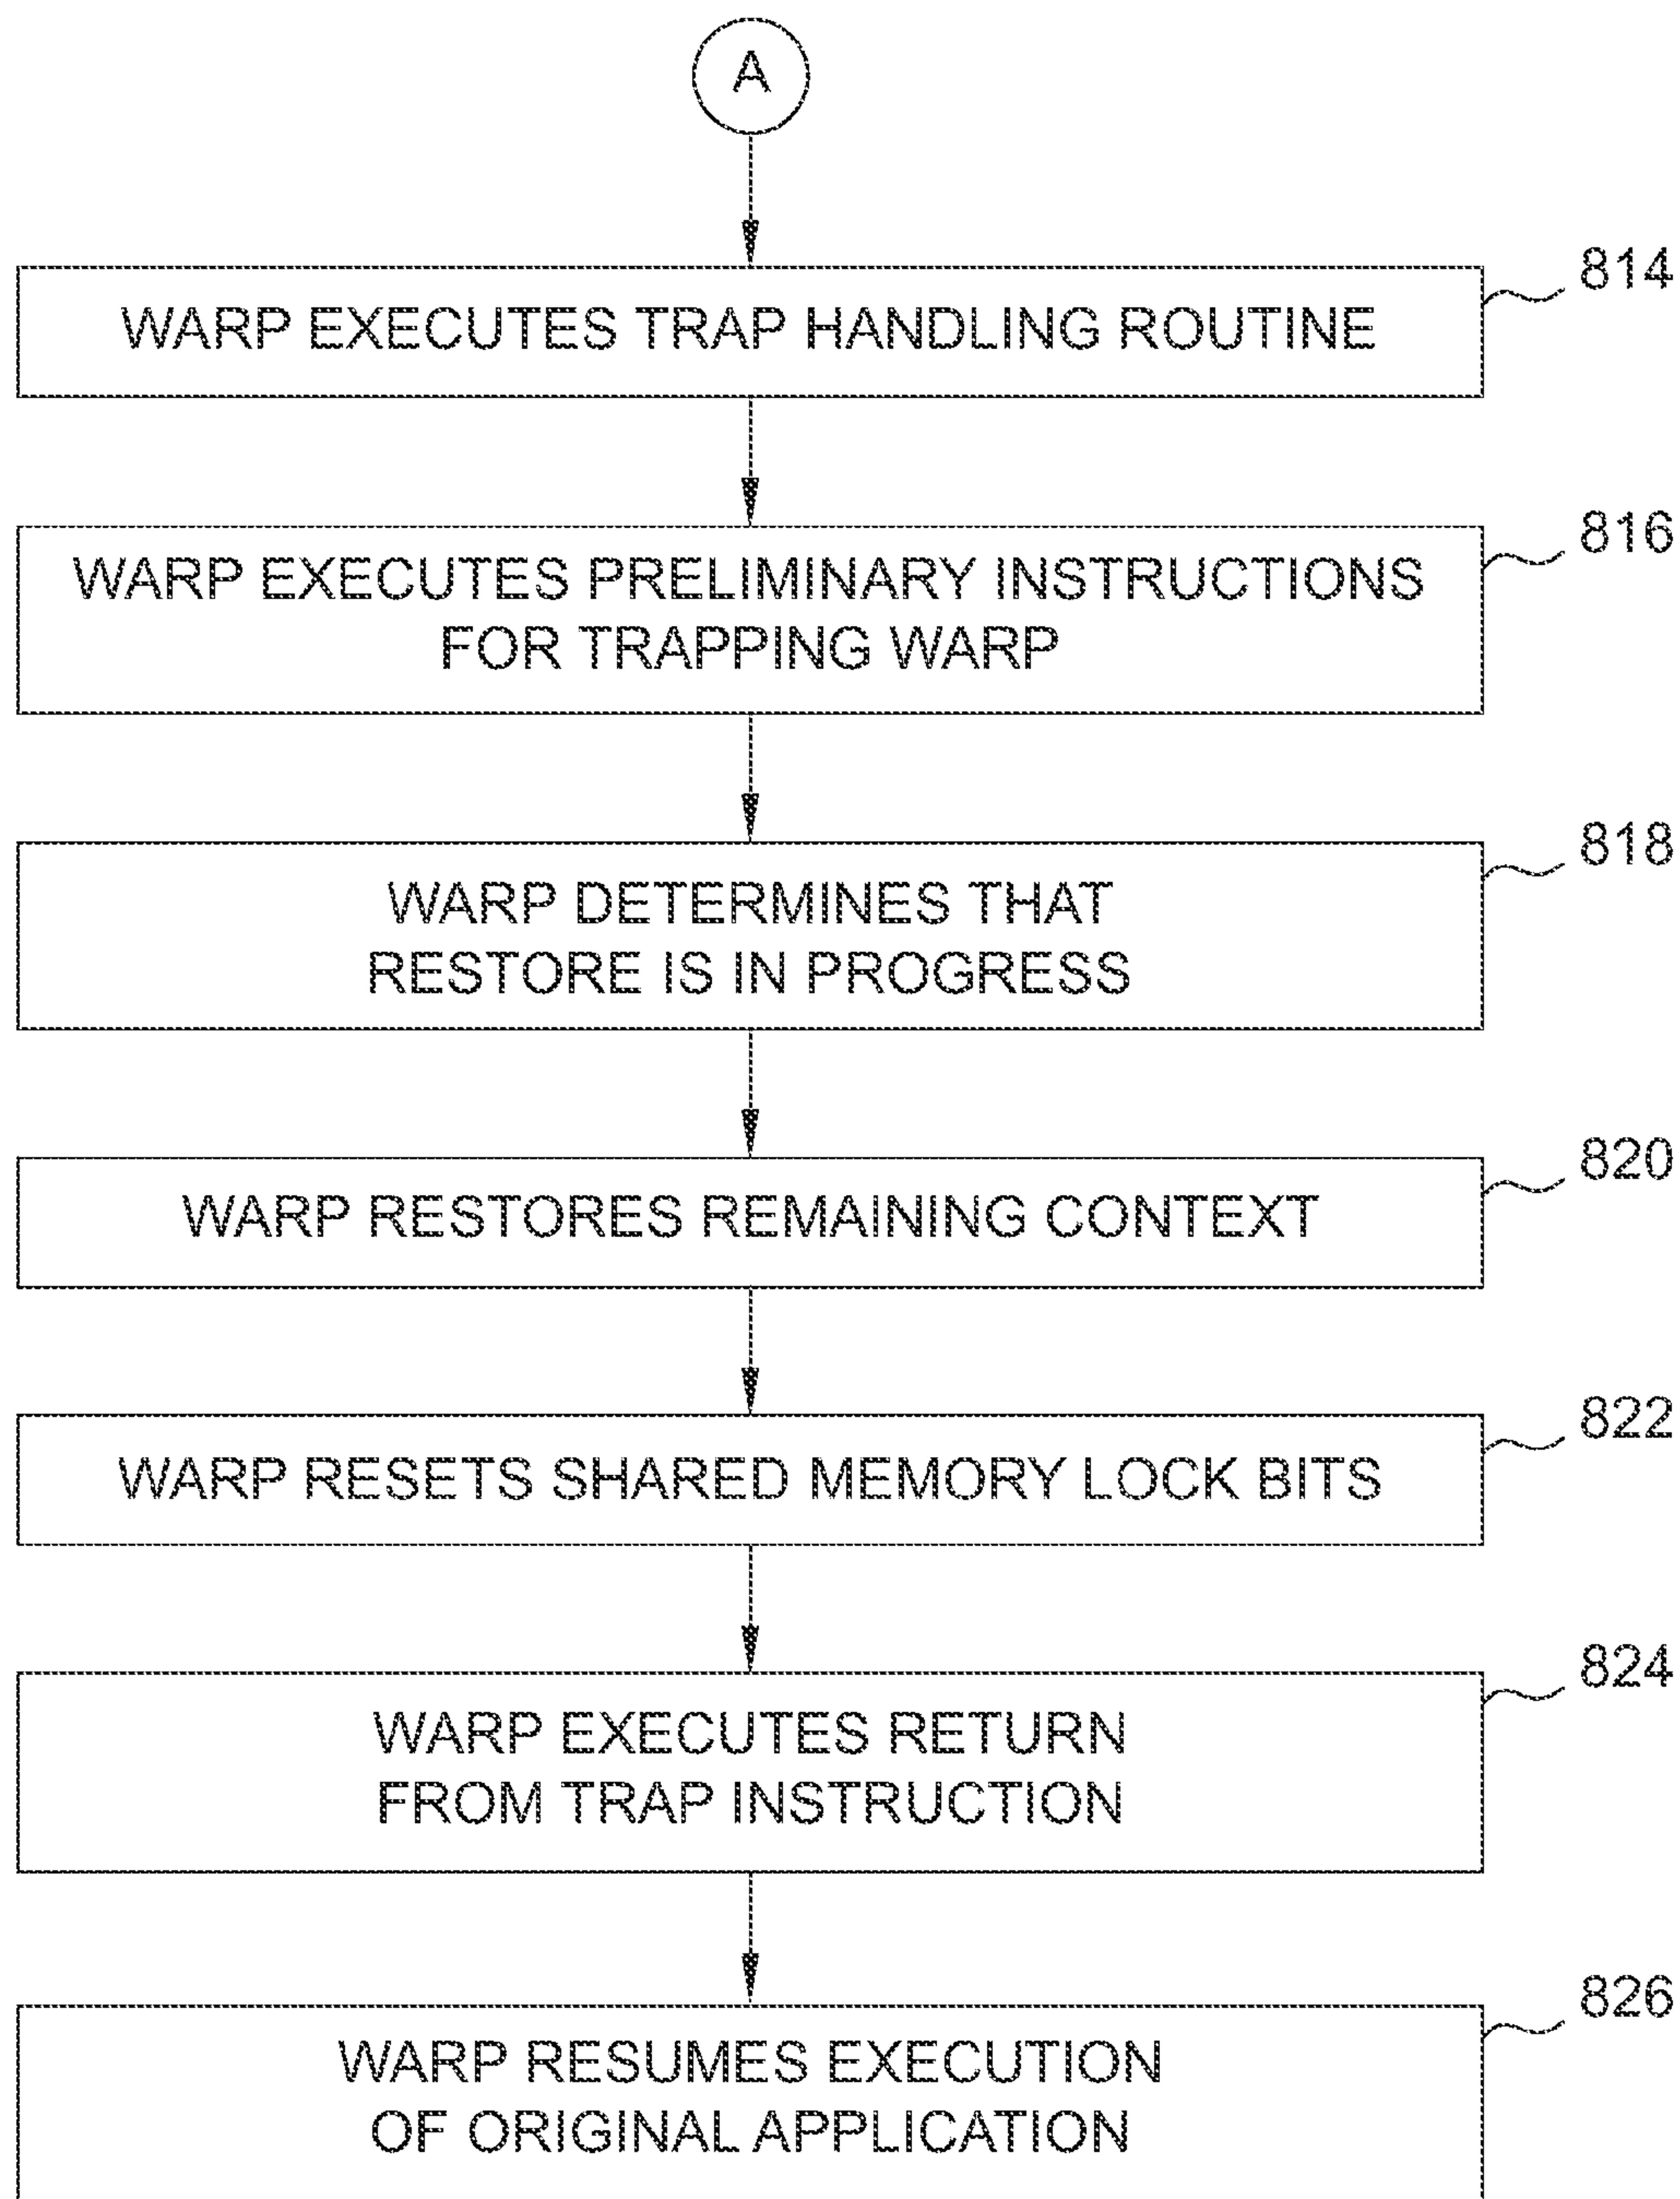 A
814
WARP EXECUTES TRAP HANDLING ROUTINE
816
WARP EXECUTES PRELIMINARY INSTRUCTIONS
FOR TRAPPING WARP
818
WARP DETERMINES THAT
RESTORE IS IN PROGRESS
820
WARP RESTORES REMAINING CONTEXT
822
WARP RESETS SHARED MEMORY LOCK BITS
824
WARP EXECUTES RETURN
FROM TRAP INSTRUCTION
826
WARP RESUMES EXECUTION
OF ORIGINAL APPLICATION